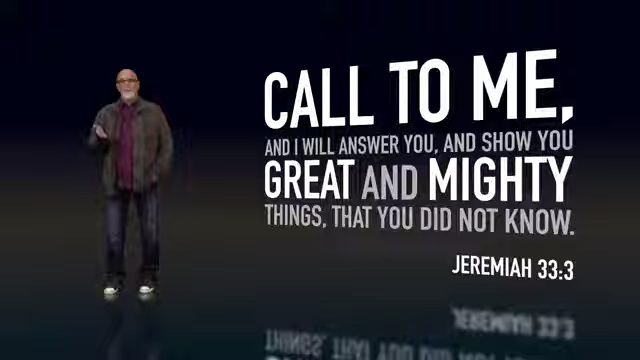 CALL TO ME,
AND I WILL ANSWER YOU, AND SHOW YOU
GREAT AND MIGHTY
THINGS, THAT YOU DID NOT KNOW.
JEREMIAH 33:3